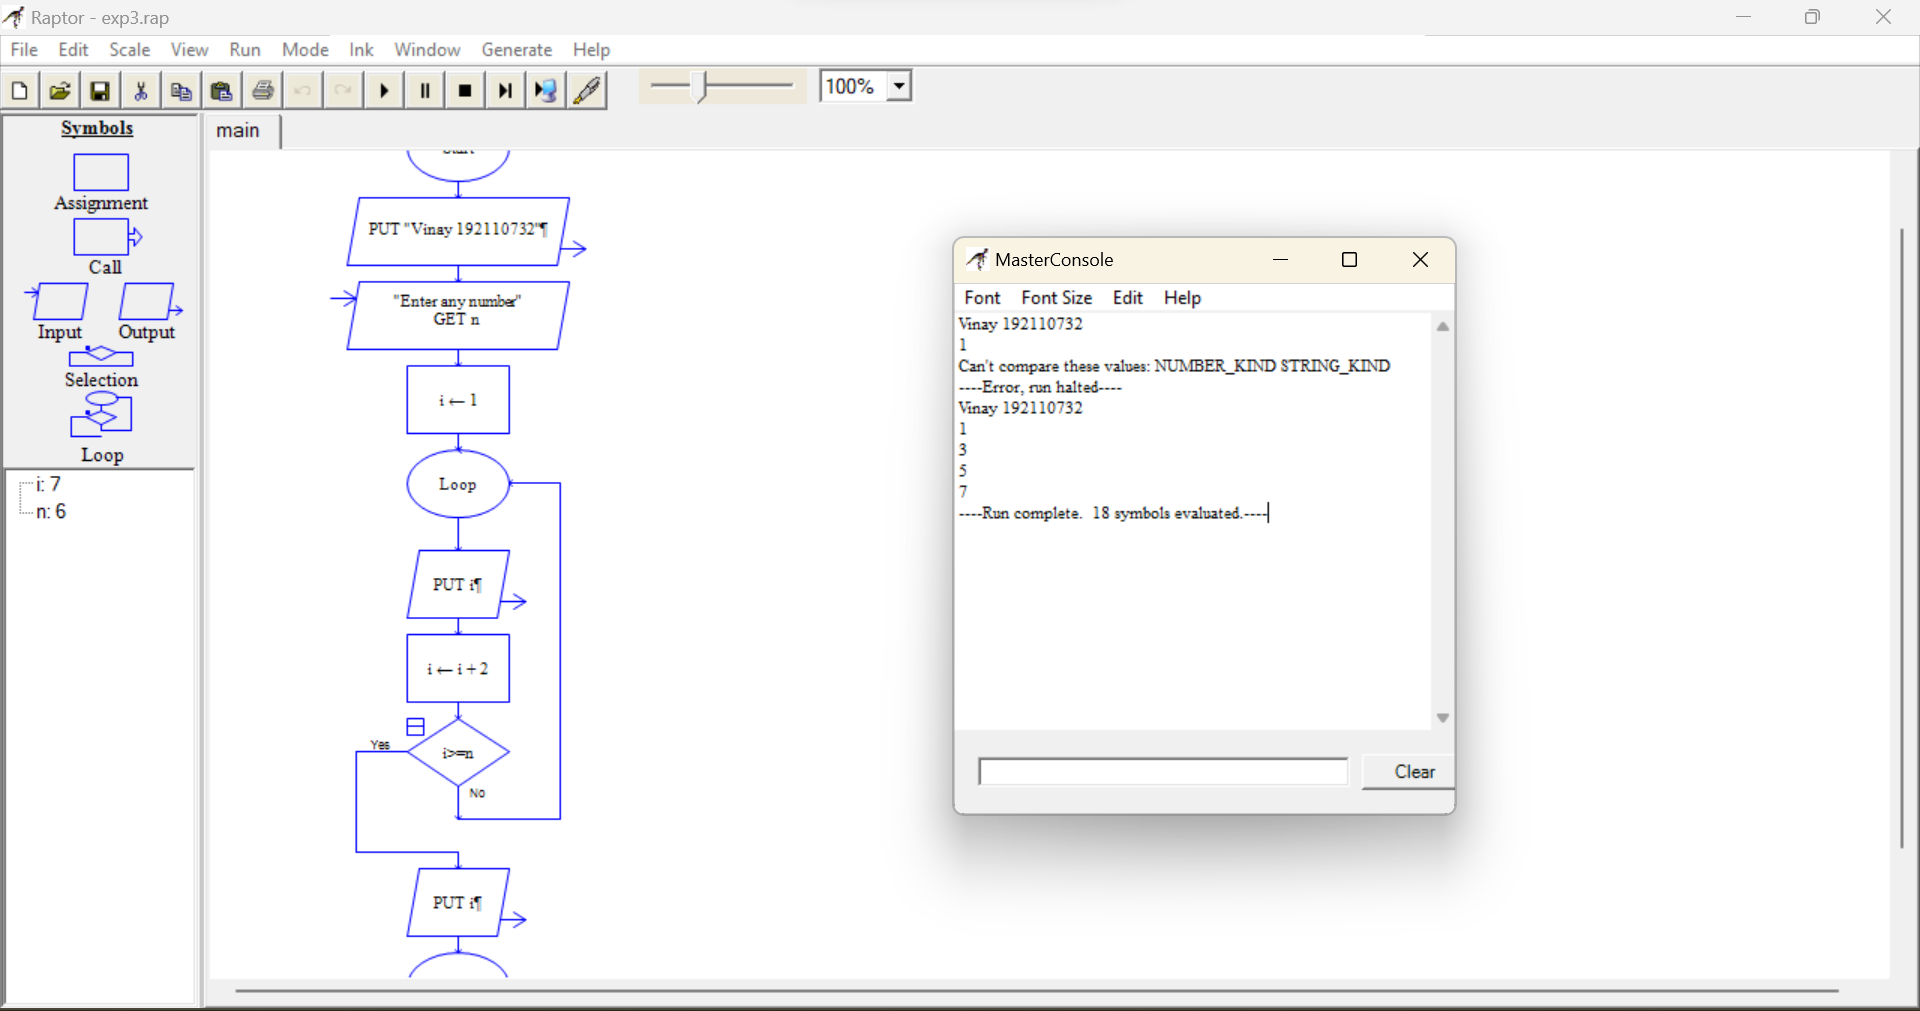 Raptor - exp3.rap
File Edit Scale View Run Mode Ink Window Generate Help
100%
Symbols
Assignment
Call
Input Output
Selection
Loop
i: 7
n: 6
main
Start
PUT "Vinay 192110732"¶
"Enter any number"
GET n
i ← 1
Loop
PUT i¶
i ← i + 2
Yes
i>=n
No
PUT i¶
MasterConsole
Font Font Size Edit Help
Vinay 192110732
1
Can't compare these values: NUMBER_KIND STRING_KIND
----Error, run halted----
Vinay 192110732
1
3
5
7
----Run complete.  18 symbols evaluated.----
Clear